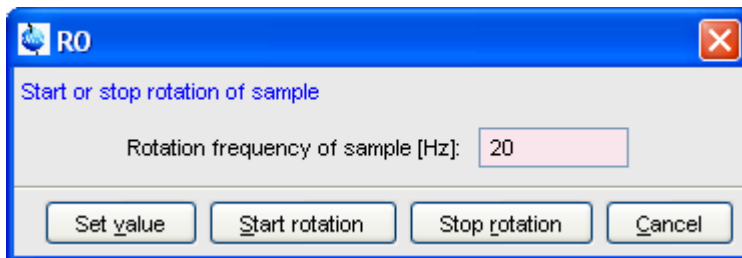 RO
Start or stop rotation of sample
Rotation frequency of sample [Hz]: 20
Set value Start rotation Stop rotation Cancel